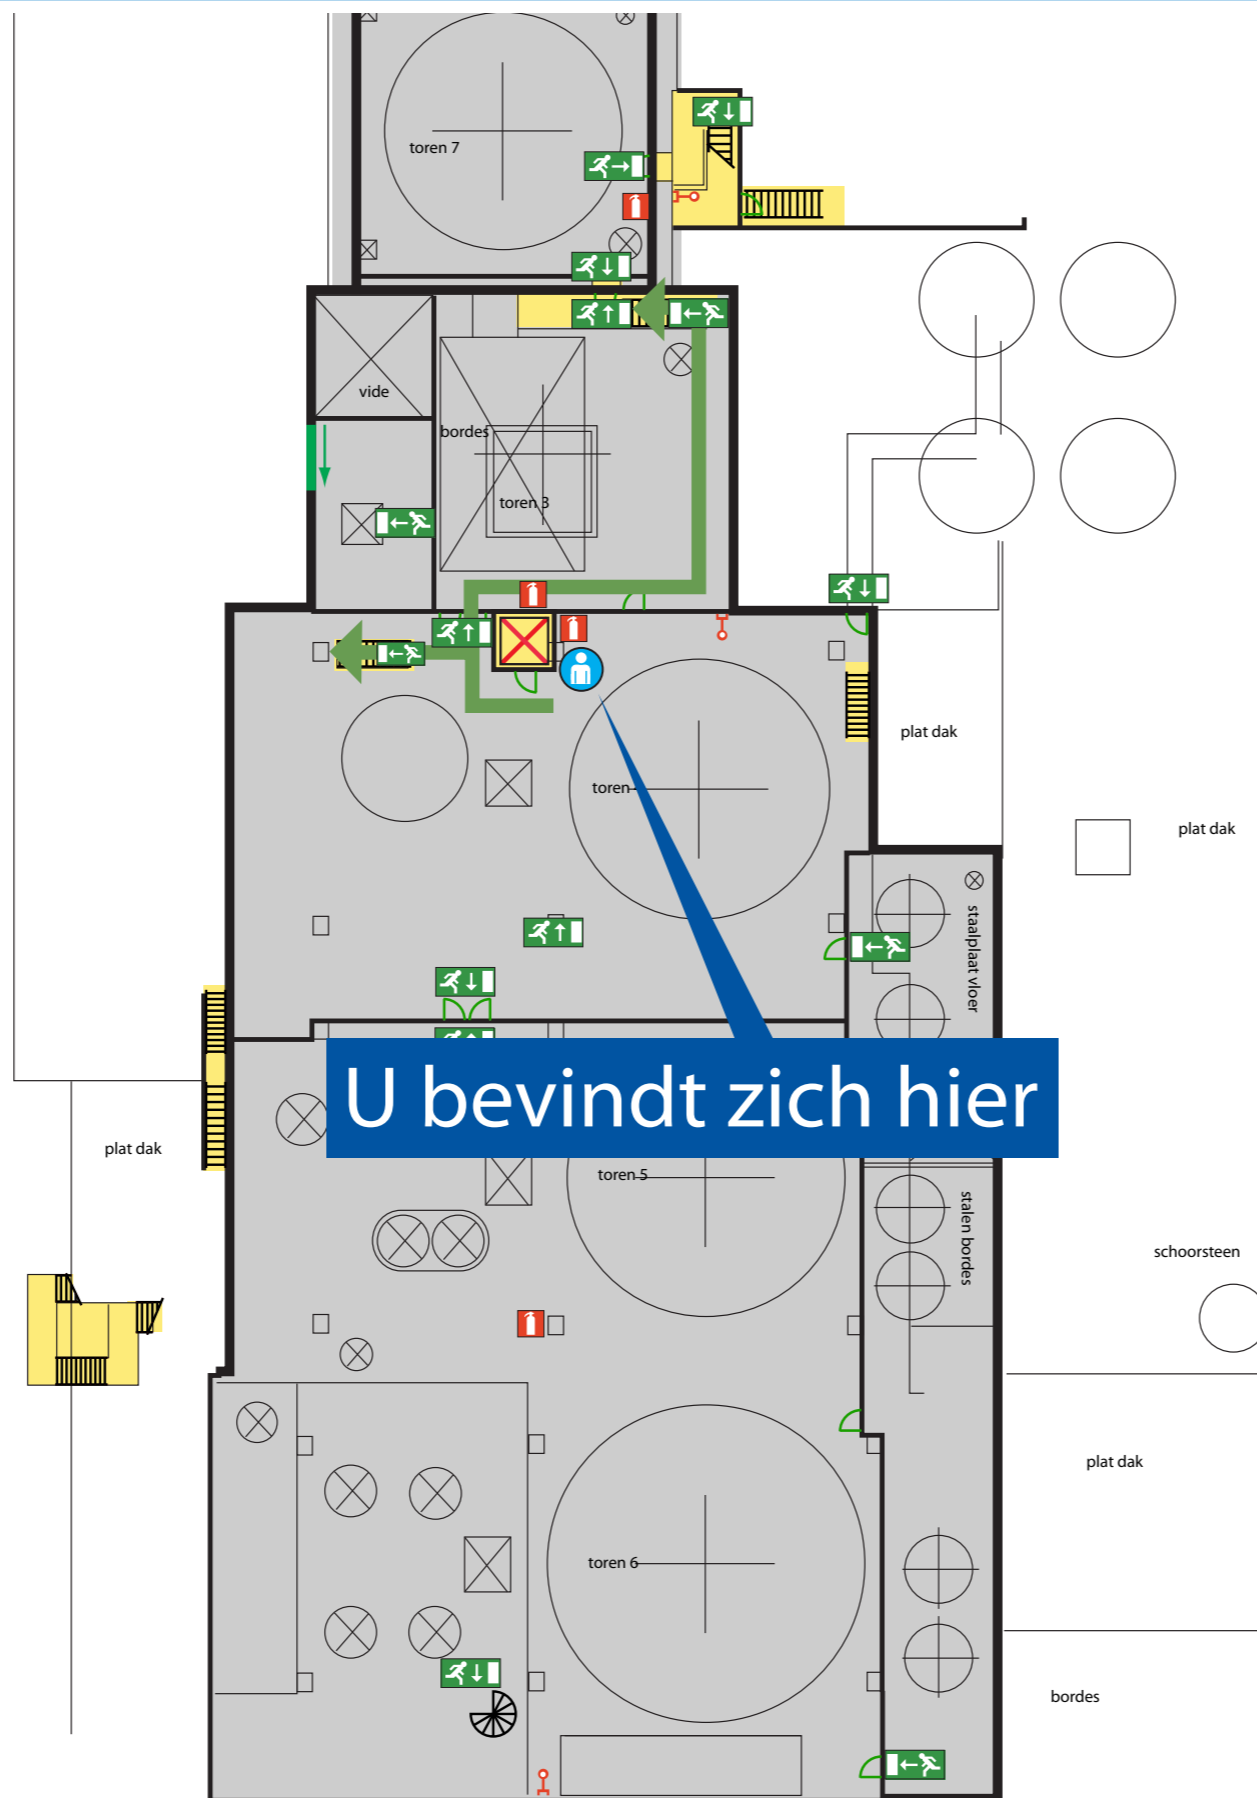 toren 7
vide
bordes
toren 3
plat dak
toren
plat dak
staalplaat vloer
U bevindt zich hier
plat dak
toren 5
stalen bordes
schoorsteen
plat dak
toren 6
bordes